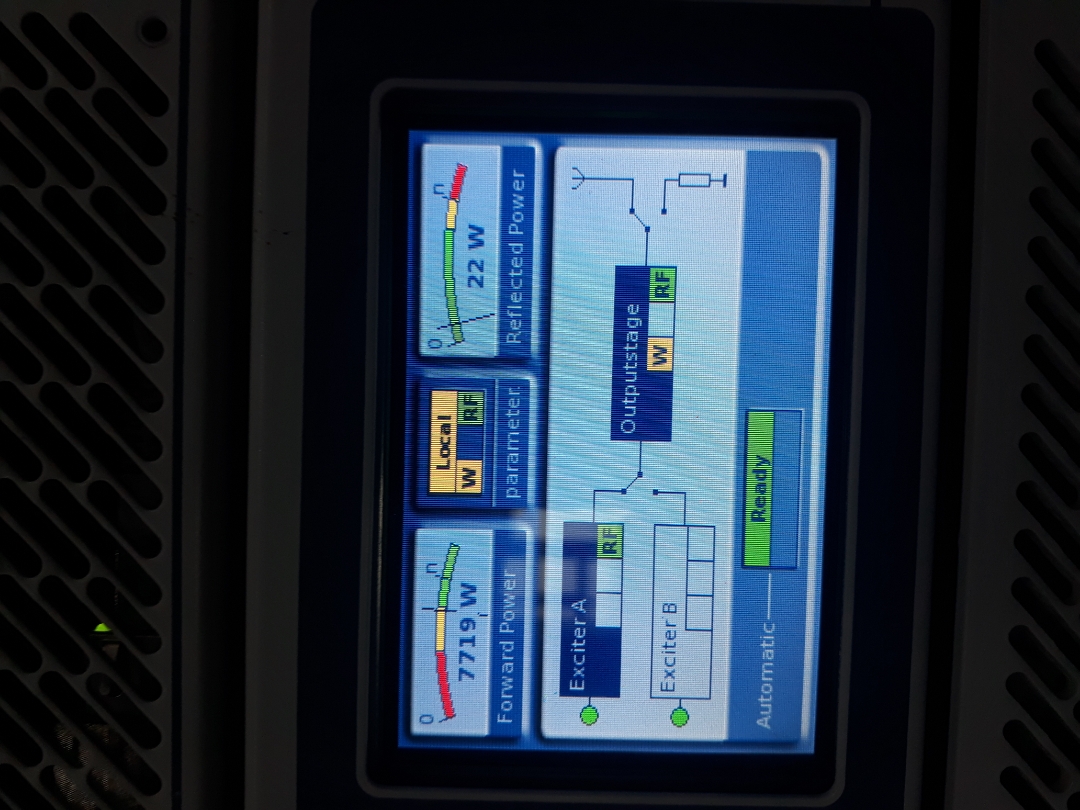 0 n
7719 W
Forward Power
Local
W RF
parameter
0 n
22 W
Reflected Power
Exciter A
RF
Outputstage
W RF
Exciter B
Automatic
Ready